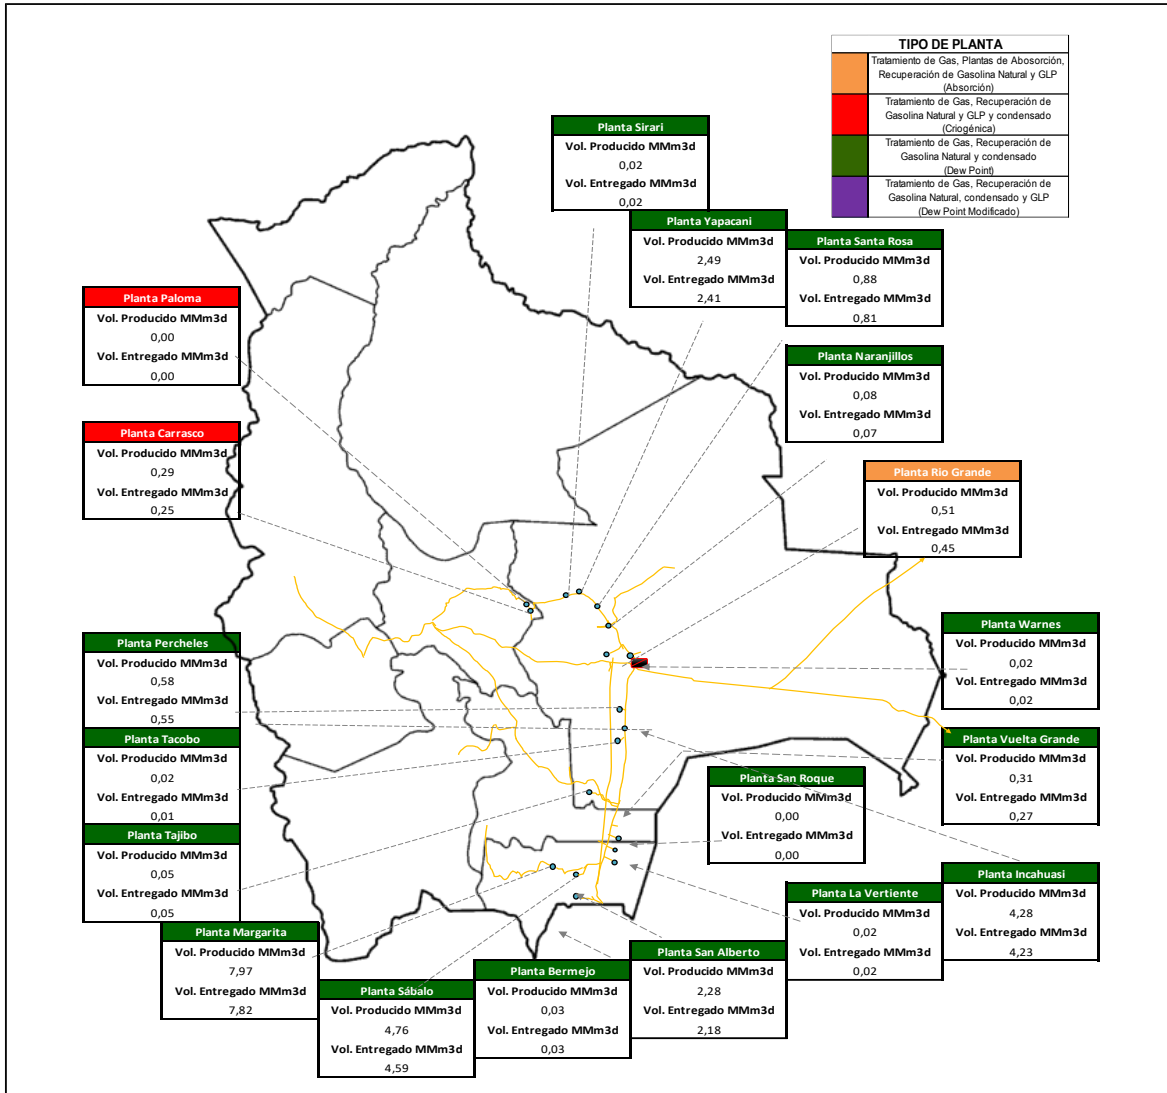 TIPO DE PLANTA
Tratamiento de Gas, Plantas de Abosorción,
Recuperación de Gasolina Natural y GLP
(Absorción)
Tratamiento de Gas, Recuperación de
Gasolina Natural y GLP y condensado
(Criogénica)
Tratamiento de Gas, Recuperación de
Gasolina Natural y condensado
(Dew Point)
Tratamiento de Gas, Recuperación de
Gasolina Natural, condensado y GLP
(Dew Point Modificado)
Planta Sirari
Vol. Producido MMm3d
0,02
Vol. Entregado MMm3d
0,02
Planta Yapacani
Vol. Producido MMm3d
2,49
Vol. Entregado MMm3d
2,41
Planta Santa Rosa
Vol. Producido MMm3d
0,88
Vol. Entregado MMm3d
0,81
Planta Paloma
Vol. Producido MMm3d
0,00
Vol. Entregado MMm3d
0,00
Planta Naranjillos
Vol. Producido MMm3d
0,08
Vol. Entregado MMm3d
0,07
Planta Carrasco
Vol. Producido MMm3d
0,29
Vol. Entregado MMm3d
0,25
Planta Rio Grande
Vol. Producido MMm3d
0,51
Vol. Entregado MMm3d
0,45
Planta Warnes
Vol. Producido MMm3d
0,02
Vol. Entregado MMm3d
0,02
Planta Percheles
Vol. Producido MMm3d
0,58
Vol. Entregado MMm3d
0,55
Planta Tacobo
Vol. Producido MMm3d
0,02
Vol. Entregado MMm3d
0,01
Planta Vuelta Grande
Vol. Producido MMm3d
0,31
Vol. Entregado MMm3d
0,27
Planta San Roque
Vol. Producido MMm3d
0,00
Vol. Entregado MMm3d
0,00
Planta Tajibo
Vol. Producido MMm3d
0,05
Vol. Entregado MMm3d
0,05
Planta Incahuasi
Vol. Producido MMm3d
4,28
Vol. Entregado MMm3d
4,23
Planta La Vertiente
Vol. Producido MMm3d
0,02
Vol. Entregado MMm3d
0,02
Planta Margarita
Vol. Producido MMm3d
7,97
Vol. Entregado MMm3d
7,82
Planta San Alberto
Vol. Producido MMm3d
2,28
Vol. Entregado MMm3d
2,18
Planta Bermejo
Vol. Producido MMm3d
0,03
Vol. Entregado MMm3d
0,03
Planta Sábalo
Vol. Producido MMm3d
4,76
Vol. Entregado MMm3d
4,59